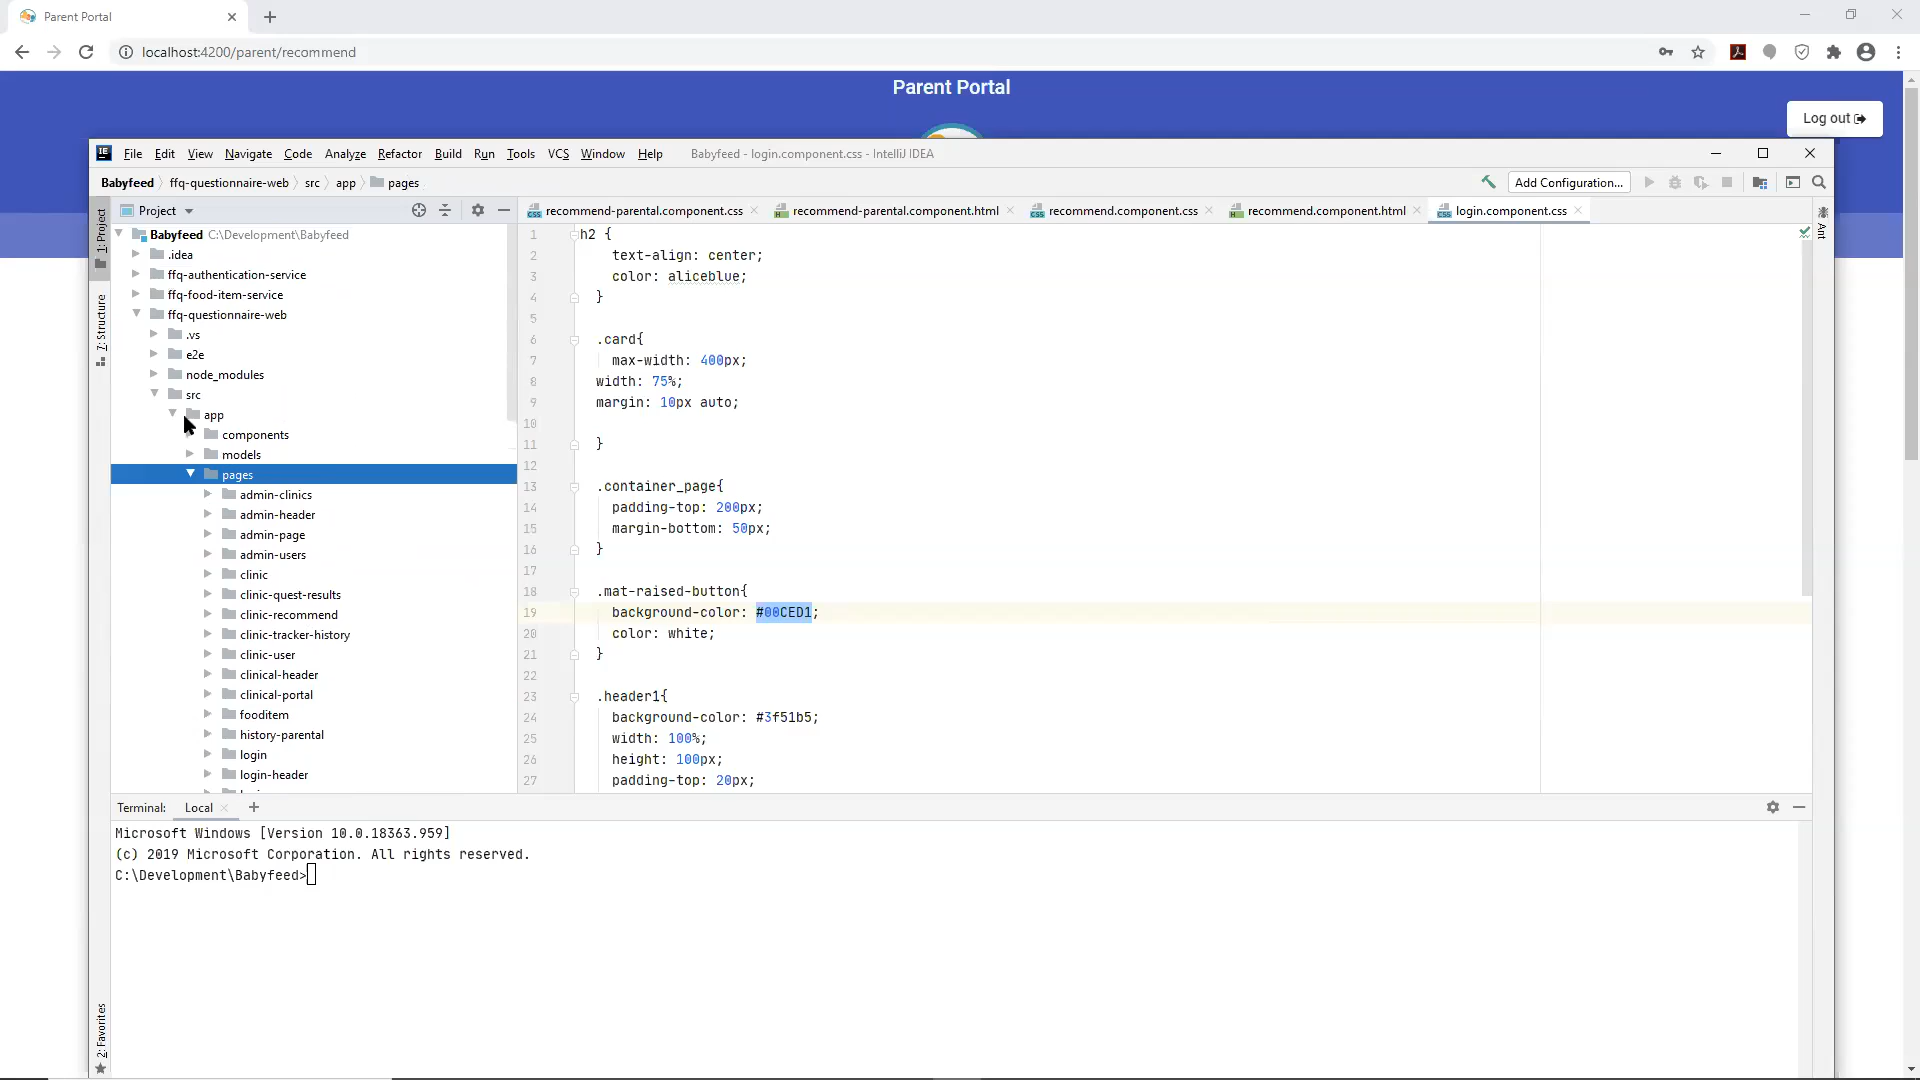 Parent Portal
localhost:4200/parent/recommend
Parent Portal
Log out
File Edit View Navigate Code Analyze Refactor Build Run Tools VCS Window Help Babyfeed - login.component.css - IntelliJ IDEA
Babyfeed ffq-questionnaire-web src app pages
Add Configuration...
Project
recommend-parental.component.css
recommend-parental.component.html
recommend.component.css
recommend.component.html
login.component.css
1: Project
7: Structure
2: Favorites
Ant
Babyfeed C:\Development\Babyfeed
.idea
ffq-authentication-service
ffq-food-item-service
ffq-questionnaire-web
.vs
e2e
node_modules
src
app
components
models
pages
admin-clinics
admin-header
admin-page
admin-users
clinic
clinic-quest-results
clinic-recommend
clinic-tracker-history
clinic-user
clinical-header
clinical-portal
fooditem
history-parental
login
login-header
1 h2 {
2 text-align: center;
3 color: aliceblue;
4 }
5
6 .card{
7 max-width: 400px;
8 width: 75%;
9 margin: 10px auto;
10
11 }
12
13 .container_page{
14 padding-top: 200px;
15 margin-bottom: 50px;
16 }
17
18 .mat-raised-button{
19 background-color: #00CED1;
20 color: white;
21 }
22
23 .header1{
24 background-color: #3f51b5;
25 width: 100%;
26 height: 100px;
27 padding-top: 20px;
Terminal: Local
Microsoft Windows [Version 10.0.18363.959]
(c) 2019 Microsoft Corporation. All rights reserved.
C:\Development\Babyfeed>